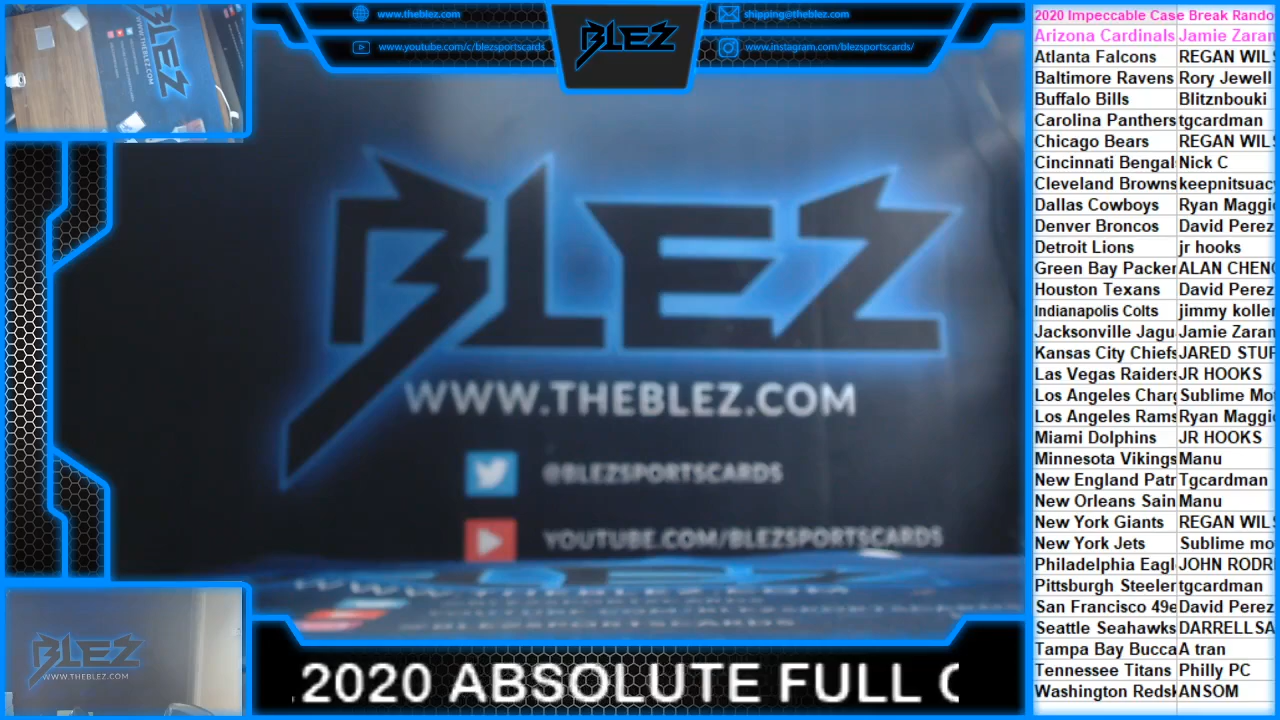 www.theblez.com
shipping@theblez.com
www.youtube.com/c/blezsportscards
www.instagram.com/blezsportscards/
BLEZ
WWW.THEBLEZ.COM
BLEZ
WWW.THEBLEZ.COM
@BLEZSPORTSCARDS
YOUTUBE.COM/BLEZSPORTSCARDS
WWW.THEBLEZ.COM
BLEZ
WWW.THEBLEZ.COM
2020 ABSOLUTE FULL
2020 Impeccable Case Break Rando
Arizona Cardinals Jamie Zaran
Atlanta Falcons REGAN WILS
Baltimore Ravens Rory Jewell
Buffalo Bills Blitznbouki
Carolina Panthers tgcardman
Chicago Bears REGAN WILS
Cincinnati Bengal Nick C
Cleveland Browns keepnitsuacy
Dallas Cowboys Ryan Maggio
Denver Broncos David Perez
Detroit Lions jr hooks
Green Bay Packer ALAN CHENG
Houston Texans David Perez
Indianapolis Colts jimmy koller
Jacksonville Jagu Jamie Zaran
Kansas City Chiefs JARED STUF
Las Vegas Raiders JR HOOKS
Los Angeles Charg Sublime Mo
Los Angeles Rams Ryan Maggio
Miami Dolphins JR HOOKS
Minnesota Vikings Manu
New England Patr Tgcardman
New Orleans Sain Manu
New York Giants REGAN WILS
New York Jets Sublime mo
Philadelphia Eagl JOHN RODRI
Pittsburgh Steeler tgcardman
San Francisco 49e David Perez
Seattle Seahawks DARRELLSA
Tampa Bay Bucca A tran
Tennessee Titans Philly PC
Washington Redsk ANSOM